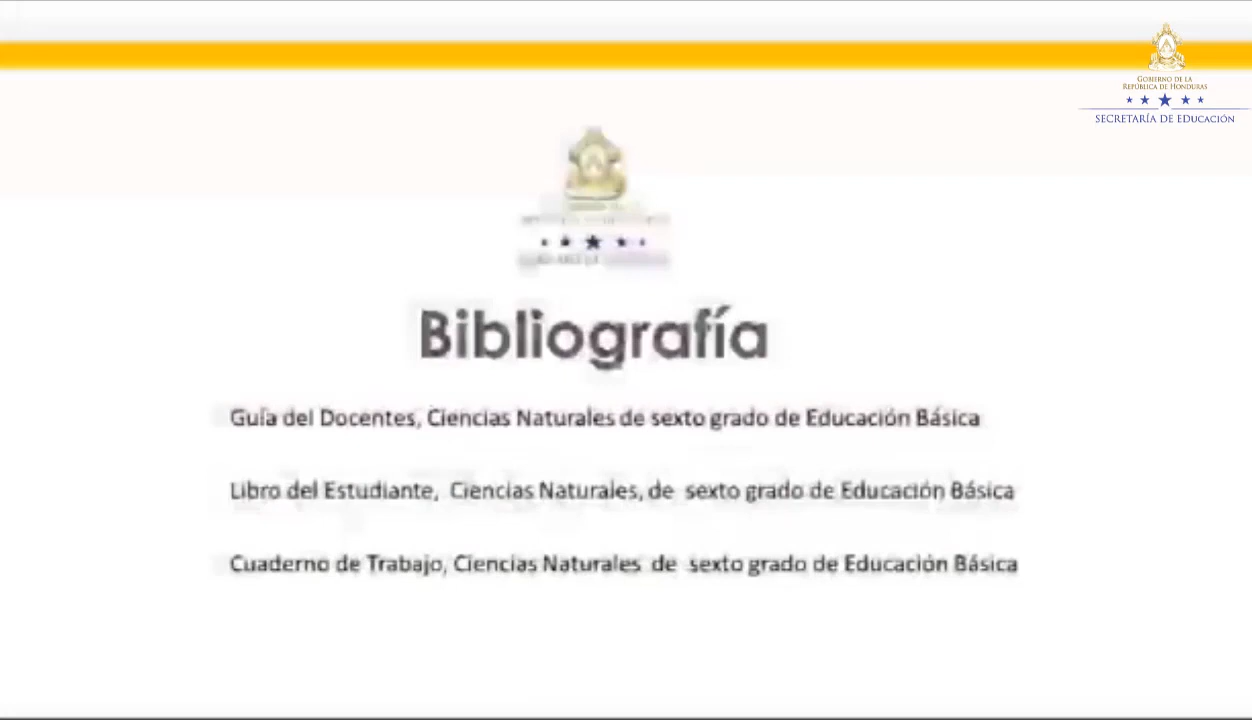 GOBIERNO DE LA
REPÚBLICA DE HONDURAS
SECRETARÍA DE EDUCACIÓN
Bibliografía
Guía del Docentes, Ciencias Naturales de sexto grado de Educación Básica
Libro del Estudiante, Ciencias Naturales, de sexto grado de Educación Básica
Cuaderno de Trabajo, Ciencias Naturales de sexto grado de Educación Básica